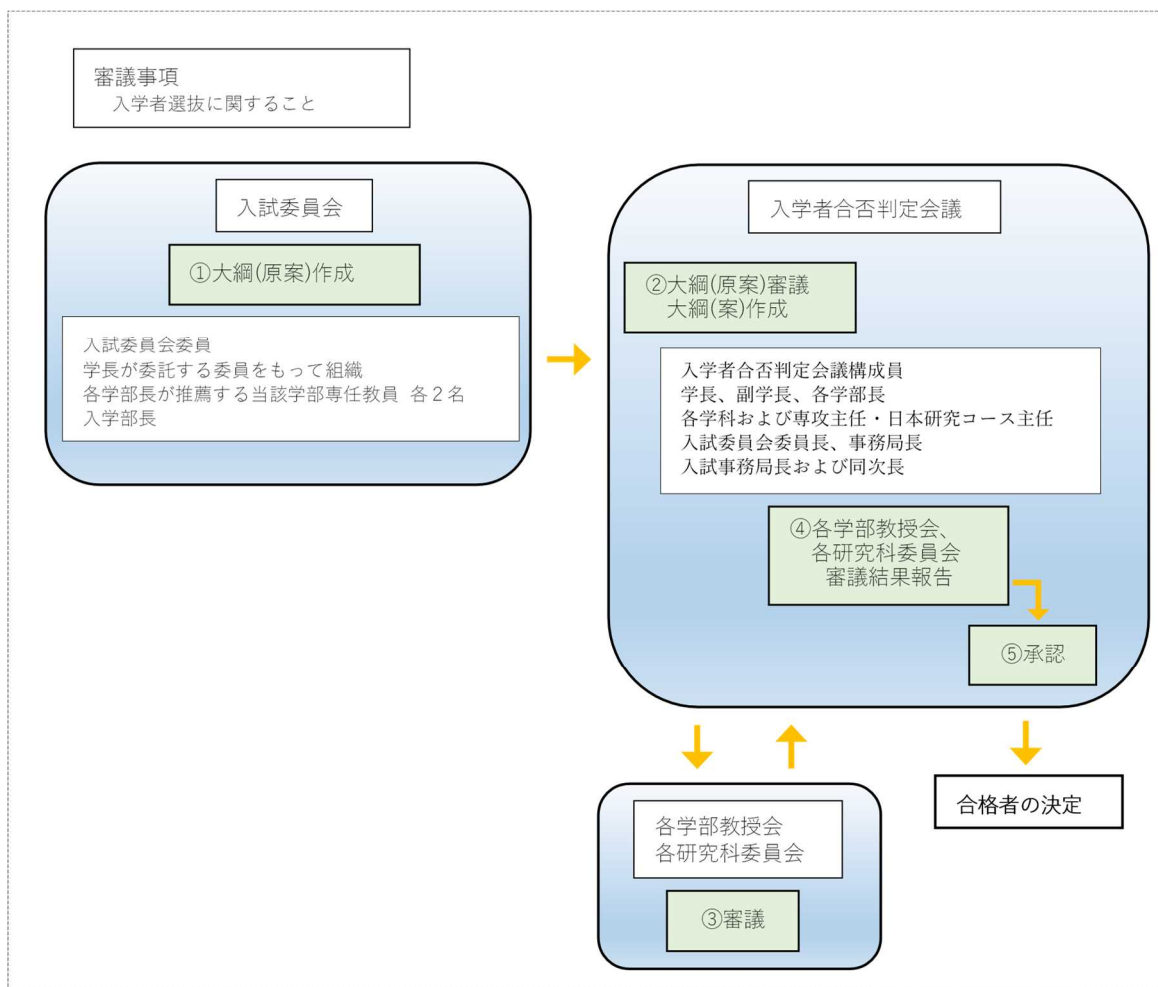 審議事項
入学者選抜に関すること
入試委員会
①大綱(原案)作成
入試委員会委員
学長が委託する委員をもって組織
各学部長が推薦する当該学部専任教員 各２名
入学部長
入学者合否判定会議
②大綱(原案)審議
大綱(案)作成
入学者合否判定会議構成員
学長、副学長、各学部長
各学科および専攻主任・日本研究コース主任
入試委員会委員長、事務局長
入試事務局長および同次長
④各学部教授会、
各研究科委員会
審議結果報告
⑤承認
各学部教授会
各研究科委員会
③審議
合格者の決定